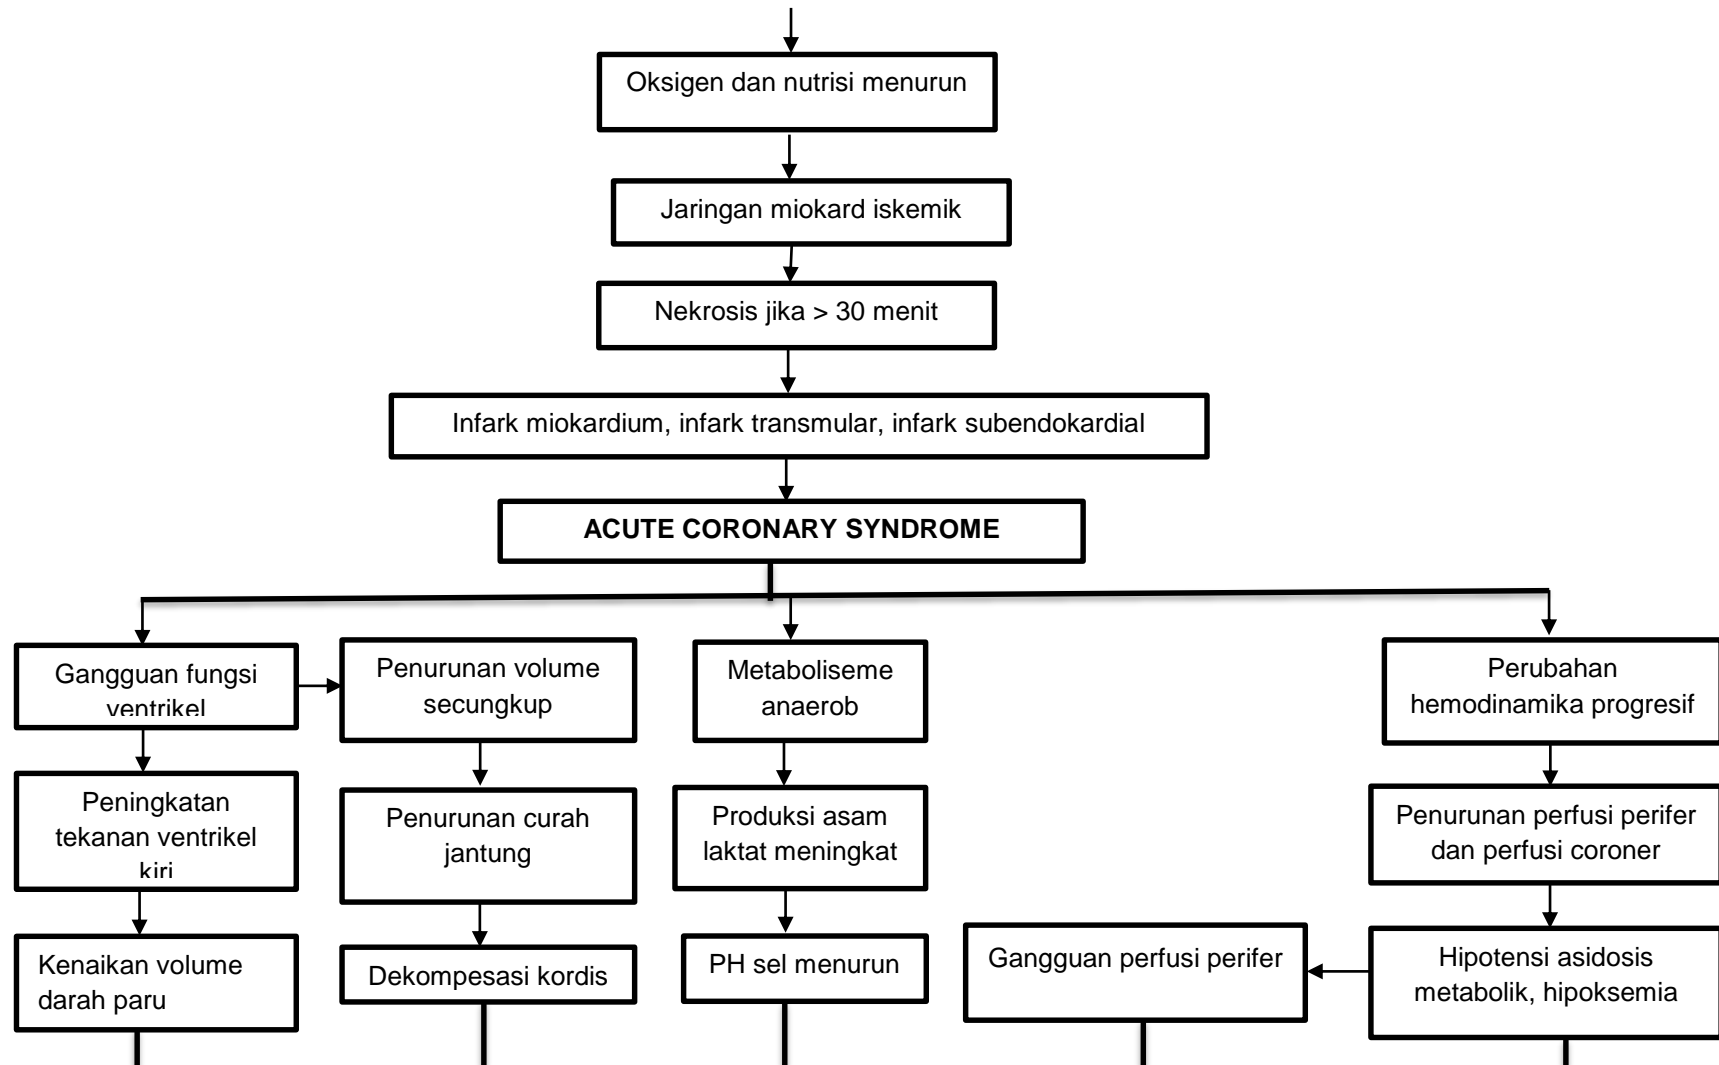 Oksigen dan nutrisi menurun
Jaringan miokard iskemik
Nekrosis jika > 30 menit
Infark miokardium, infark transmular, infark subendokardial
ACUTE CORONARY SYNDROME
Gangguan fungsi
ventrikel
Penurunan volume
secungkup
Metaboliseme
anaerob
Perubahan
hemodinamika progresif
Peningkatan
tekanan ventrikel
kiri
Penurunan curah
jantung
Produksi asam
laktat meningkat
Penurunan perfusi perifer
dan perfusi coroner
Kenaikan volume
darah paru
Dekompesasi kordis
PH sel menurun
Gangguan perfusi perifer
Hipotensi asidosis
metabolik, hipoksemia